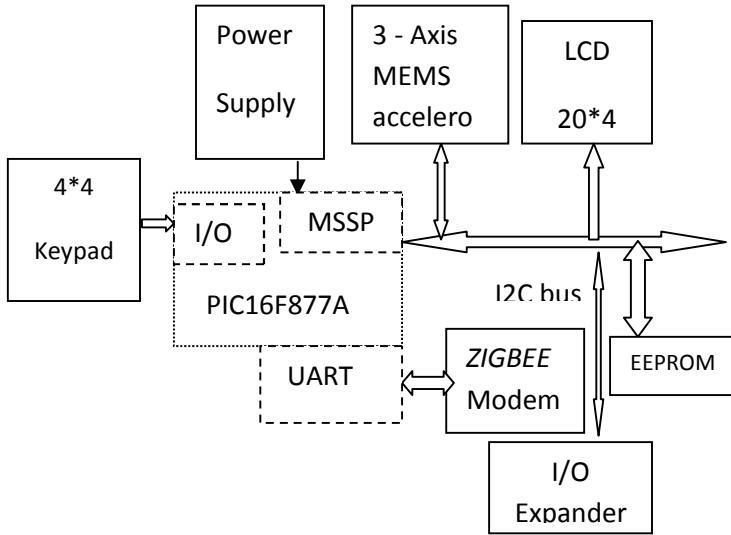 Power
Supply
3 - Axis
MEMS
accelero
LCD
20*4
4*4
Keypad
I/O
MSSP
PIC16F877A
UART
I2C bus
ZIGBEE
Modem
EEPROM
I/O
Expander